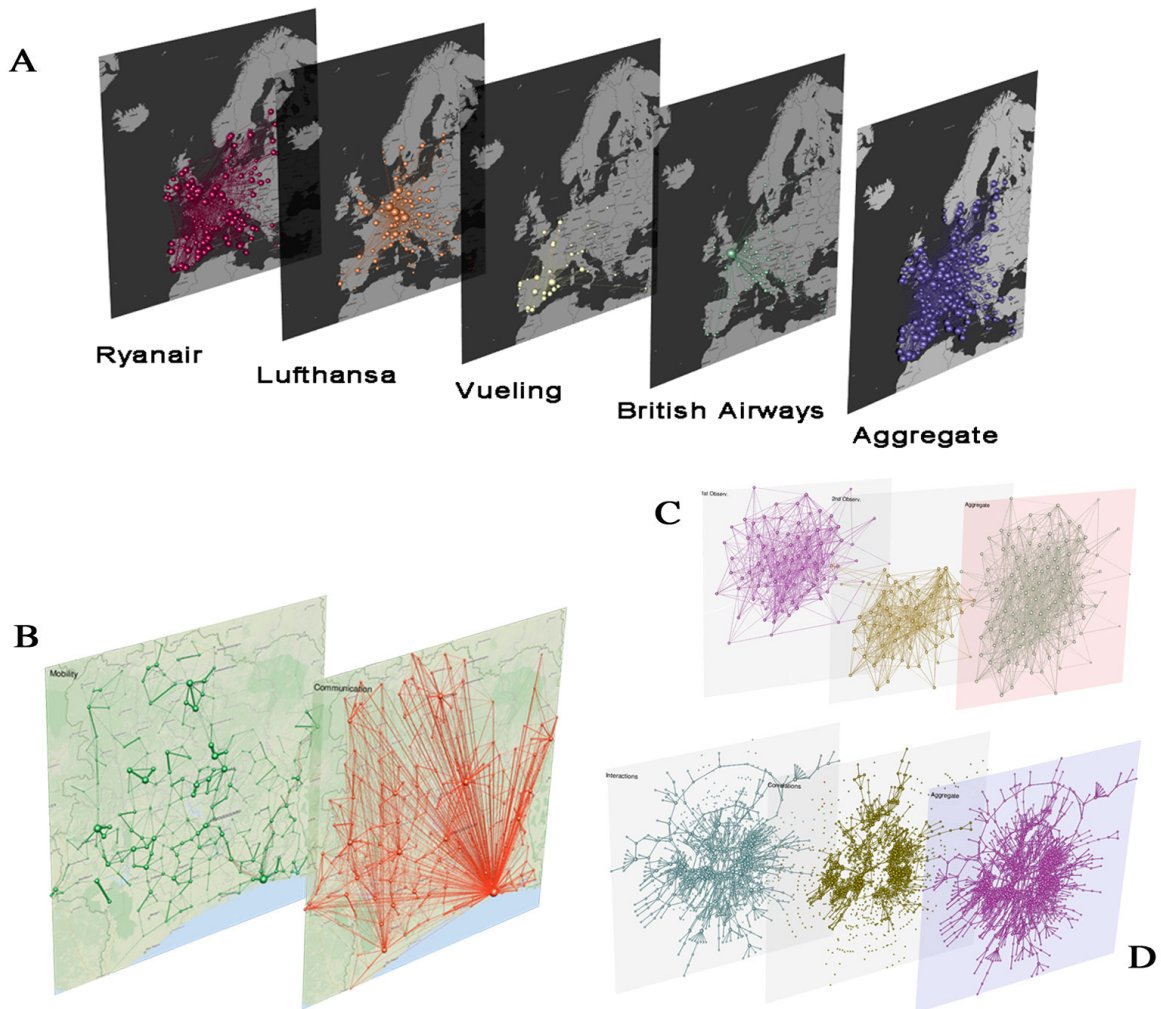 A
Ryanair
Lufthansa
Vueling
British Airways
Aggregate
C
1st Observ.
2nd Observ.
Aggregate
B
Mobility
Communication
Interactions
Correlations
Aggregate
D